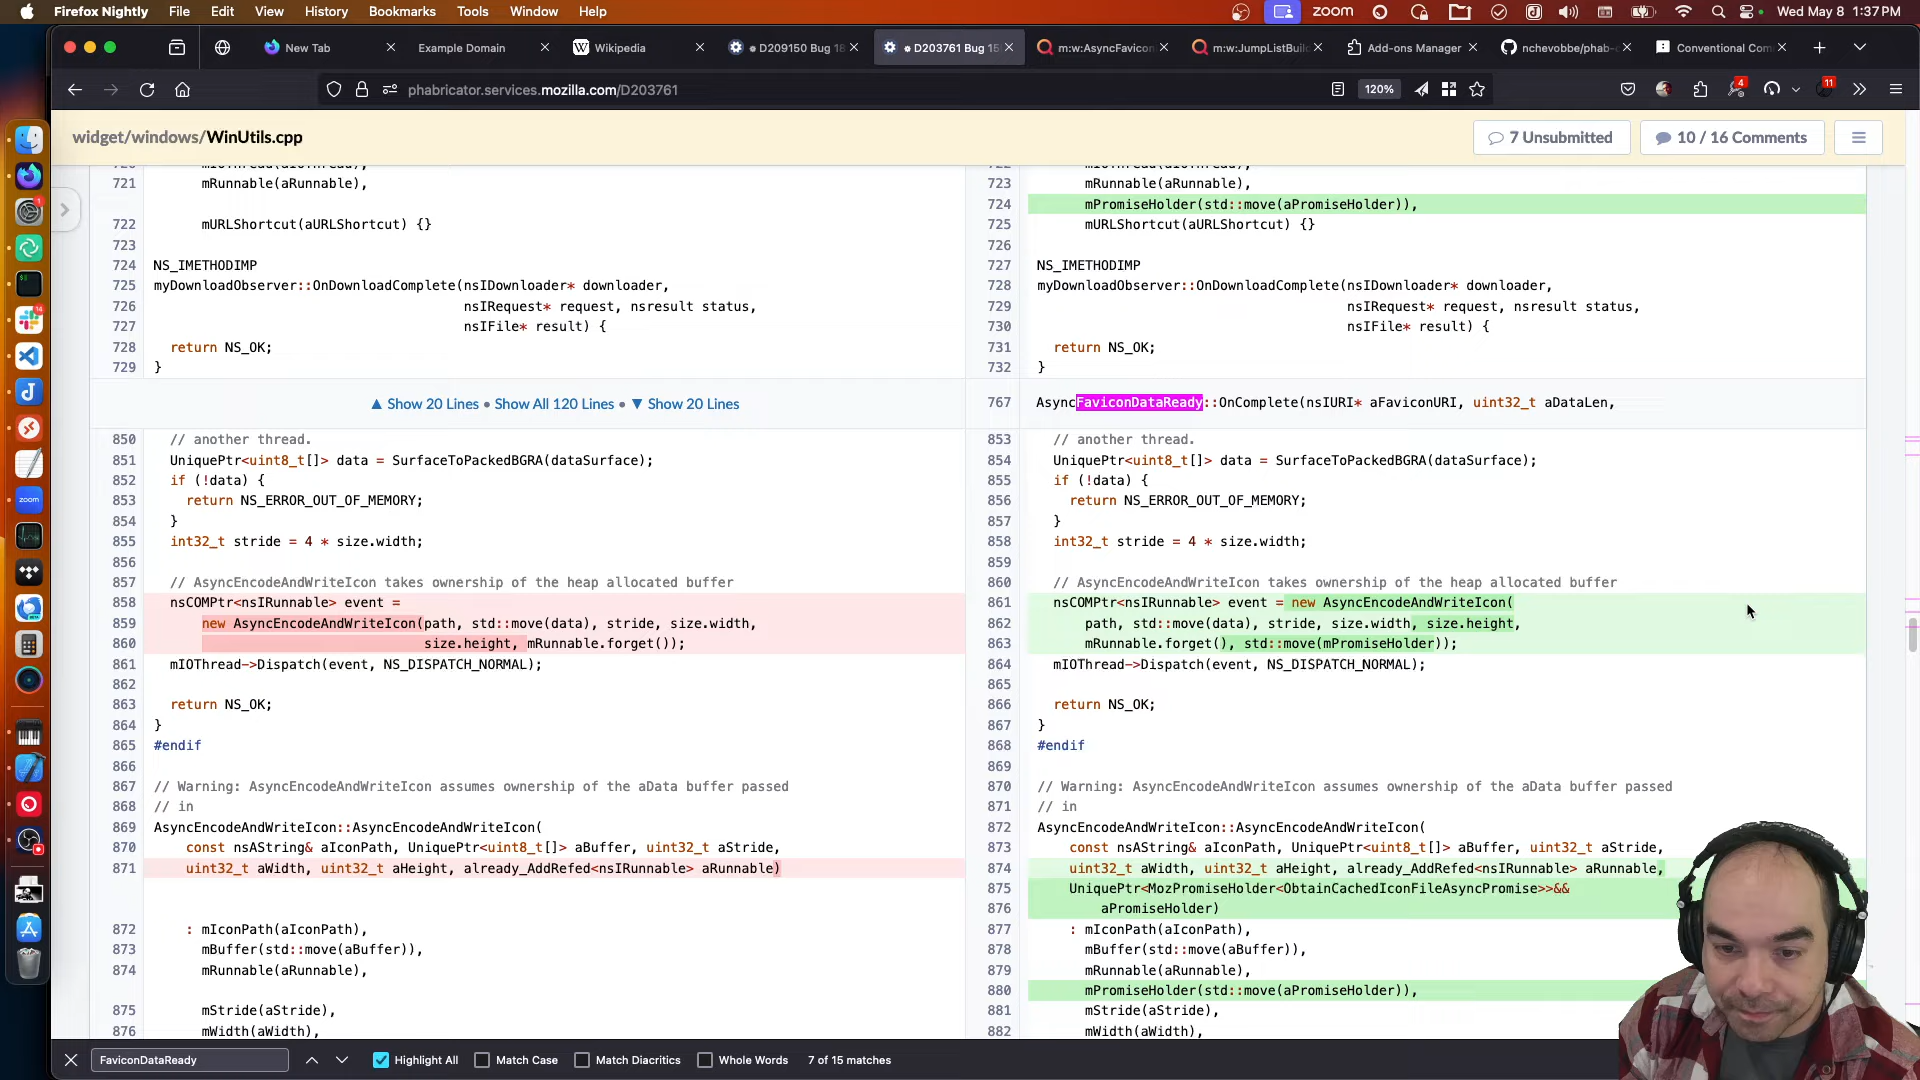 Firefox Nightly File Edit View History Bookmarks Tools Window Help zoom Wed May 8 1:37 PM
New Tab Example Domain Wikipedia D209150 Bug 18 D203761 Bug 15 m:w:AsyncFavicon m:w:JumpListBuil Add-ons Manager nchevobbe/phab- Conventional Com
phabricator.services.mozilla.com/D203761 120% 4 11
widget/windows/WinUtils.cpp 7 Unsubmitted 10 / 16 Comments
721 mRunnable(aRunnable), 723 mRunnable(aRunnable),
724 mPromiseHolder(std::move(aPromiseHolder)),
722 mURLShortcut(aURLShortcut) {} 725 mURLShortcut(aURLShortcut) {}
723 726
724 NS_IMETHODIMP 727 NS_IMETHODIMP
725 myDownloadObserver::OnDownloadComplete(nsIDownloader* downloader, 728 myDownloadObserver::OnDownloadComplete(nsIDownloader* downloader,
726 nsIRequest* request, nsresult status, 729 nsIRequest* request, nsresult status,
727 nsIFile* result) { 730 nsIFile* result) {
728 return NS_OK; 731 return NS_OK;
729 } 732 }
▲ Show 20 Lines • Show All 120 Lines • ▼ Show 20 Lines 767 AsyncFaviconDataReady::OnComplete(nsIURI* aFaviconURI, uint32_t aDataLen,
850 // another thread. 853 // another thread.
851 UniquePtr<uint8_t[]> data = SurfaceToPackedBGRA(dataSurface); 854 UniquePtr<uint8_t[]> data = SurfaceToPackedBGRA(dataSurface);
852 if (!data) { 855 if (!data) {
853 return NS_ERROR_OUT_OF_MEMORY; 856 return NS_ERROR_OUT_OF_MEMORY;
854 } 857 }
855 int32_t stride = 4 * size.width; 858 int32_t stride = 4 * size.width;
856 859
857 // AsyncEncodeAndWriteIcon takes ownership of the heap allocated buffer 860 // AsyncEncodeAndWriteIcon takes ownership of the heap allocated buffer
858 nsCOMPtr<nsIRunnable> event = 861 nsCOMPtr<nsIRunnable> event = new AsyncEncodeAndWriteIcon(
859 new AsyncEncodeAndWriteIcon(path, std::move(data), stride, size.width, 862 path, std::move(data), stride, size.width, size.height,
860 size.height, mRunnable.forget()); 863 mRunnable.forget(), std::move(mPromiseHolder));
861 mIOThread->Dispatch(event, NS_DISPATCH_NORMAL); 864 mIOThread->Dispatch(event, NS_DISPATCH_NORMAL);
862 865
863 return NS_OK; 866 return NS_OK;
864 } 867 }
865 #endif 868 #endif
866 869
867 // Warning: AsyncEncodeAndWriteIcon assumes ownership of the aData buffer passed 870 // Warning: AsyncEncodeAndWriteIcon assumes ownership of the aData buffer passed
868 // in 871 // in
869 AsyncEncodeAndWriteIcon::AsyncEncodeAndWriteIcon( 872 AsyncEncodeAndWriteIcon::AsyncEncodeAndWriteIcon(
870 const nsAString& aIconPath, UniquePtr<uint8_t[]> aBuffer, uint32_t aStride, 873 const nsAString& aIconPath, UniquePtr<uint8_t[]> aBuffer, uint32_t aStride,
871 uint32_t aWidth, uint32_t aHeight, already_AddRefed<nsIRunnable> aRunnable) 874 uint32_t aWidth, uint32_t aHeight, already_AddRefed<nsIRunnable> aRunnable,
875 UniquePtr<MozPromiseHolder<ObtainCachedIconFileAsyncPromise>>&&
876 aPromiseHolder)
872 : mIconPath(aIconPath), 877 : mIconPath(aIconPath),
873 mBuffer(std::move(aBuffer)), 878 mBuffer(std::move(aBuffer)),
874 mRunnable(aRunnable), 879 mRunnable(aRunnable),
880 mPromiseHolder(std::move(aPromiseHolder)),
875 mStride(aStride), 881 mStride(aStride),
876 mWidth(aWidth), 882 mWidth(aWidth),
FaviconDataReady Highlight All Match Case Match Diacritics Whole Words 7 of 15 matches